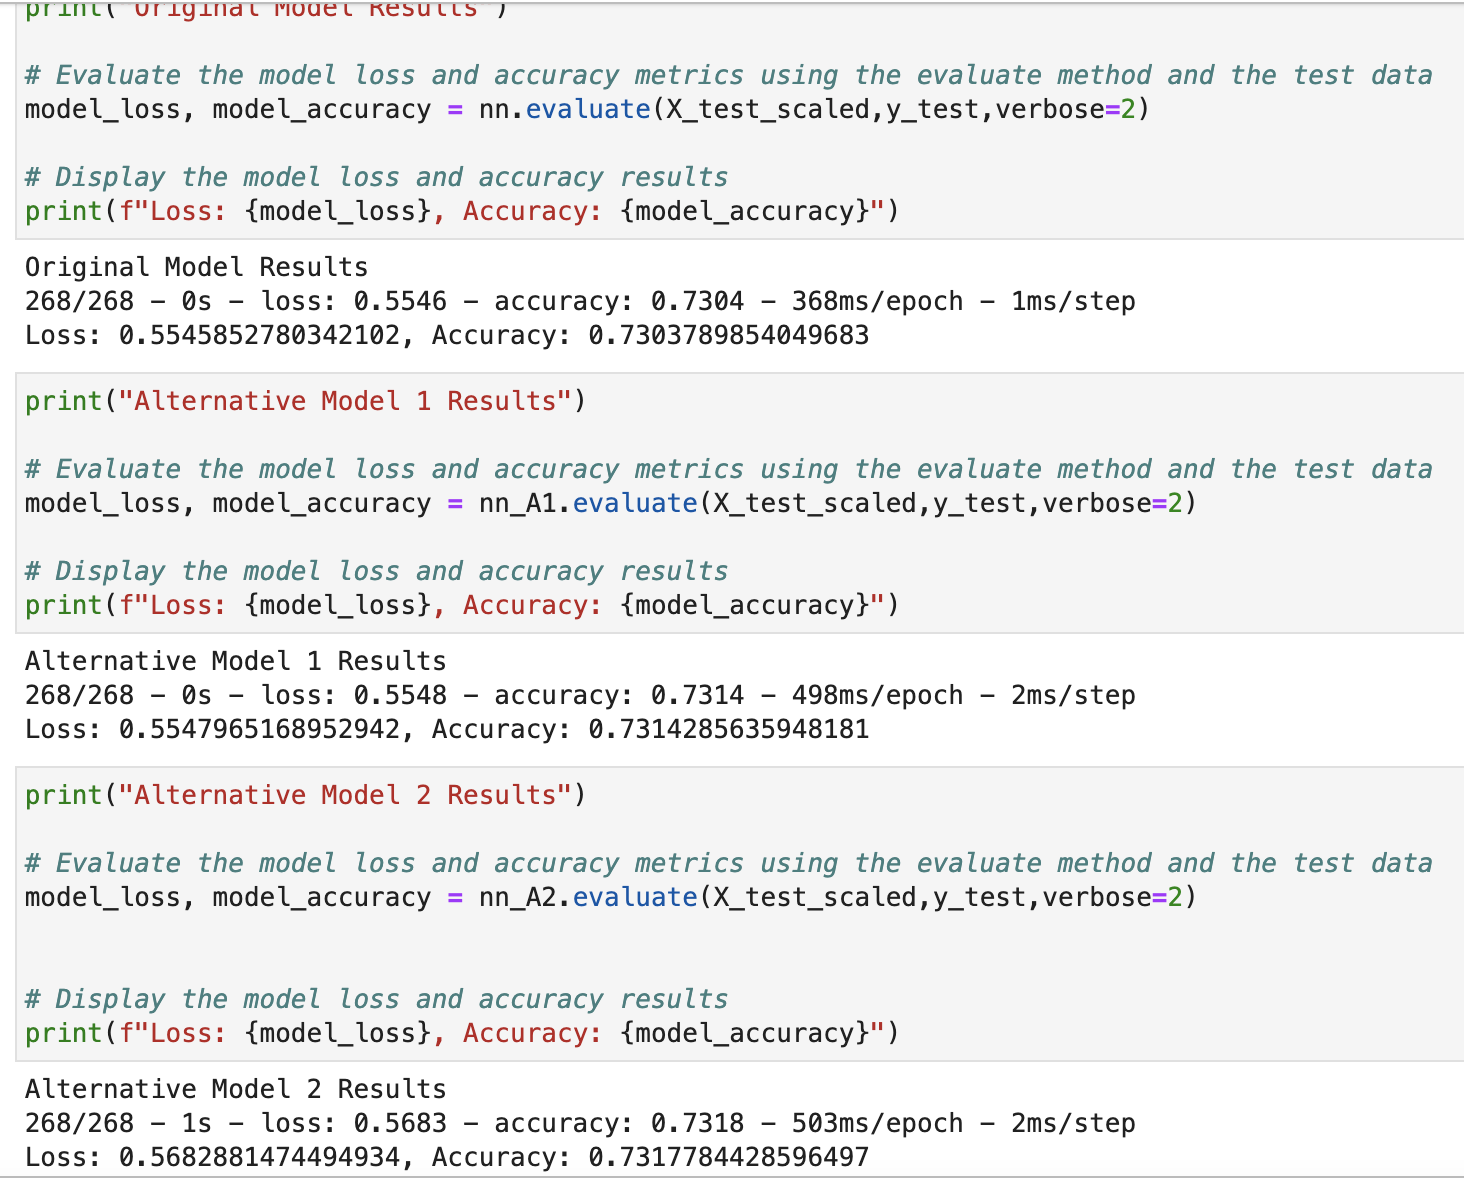 print("Original Model Results")
# Evaluate the model loss and accuracy metrics using the evaluate method and the test data
model_loss, model_accuracy = nn.evaluate(X_test_scaled,y_test,verbose=2)
# Display the model loss and accuracy results
print(f"Loss: {model_loss}, Accuracy: {model_accuracy}")
Original Model Results
268/268 - 0s - loss: 0.5546 - accuracy: 0.7304 - 368ms/epoch - 1ms/step
Loss: 0.5545852780342102, Accuracy: 0.7303789854049683
print("Alternative Model 1 Results")
# Evaluate the model loss and accuracy metrics using the evaluate method and the test data
model_loss, model_accuracy = nn_A1.evaluate(X_test_scaled,y_test,verbose=2)
# Display the model loss and accuracy results
print(f"Loss: {model_loss}, Accuracy: {model_accuracy}")
Alternative Model 1 Results
268/268 - 0s - loss: 0.5548 - accuracy: 0.7314 - 498ms/epoch - 2ms/step
Loss: 0.5547965168952942, Accuracy: 0.7314285635948181
print("Alternative Model 2 Results")
# Evaluate the model loss and accuracy metrics using the evaluate method and the test data
model_loss, model_accuracy = nn_A2.evaluate(X_test_scaled,y_test,verbose=2)
# Display the model loss and accuracy results
print(f"Loss: {model_loss}, Accuracy: {model_accuracy}")
Alternative Model 2 Results
268/268 - 1s - loss: 0.5683 - accuracy: 0.7318 - 503ms/epoch - 2ms/step
Loss: 0.5682881474494934, Accuracy: 0.7317784428596497